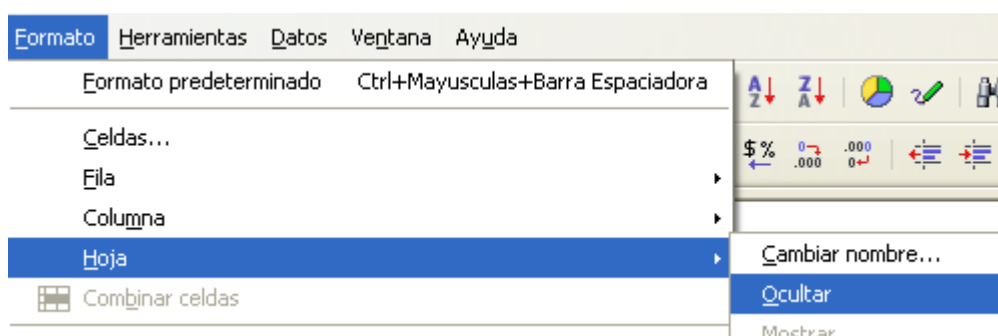 Formato Herramientas Datos Ventana Ayuda
Formato predeterminado Ctrl+Mayusculas+Barra Espaciadora
Celdas...
Fila
Columna
Hoja
Cambiar nombre...
Combinar celdas
Ocultar
Mostrar